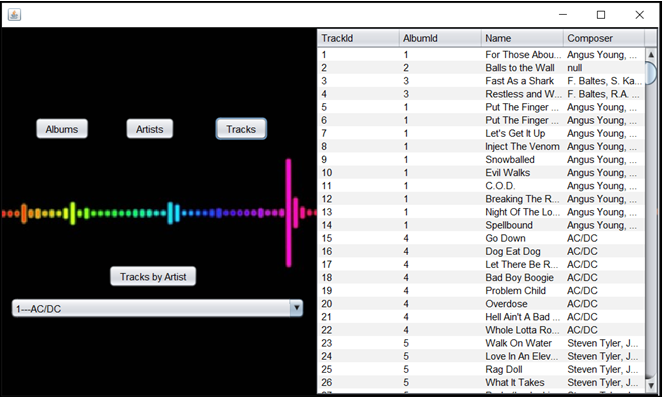 TrackId AlbumId Name Composer
1 1 For Those Abou... Angus Young, ...
2 2 Balls to the Wall null
3 3 Fast As a Shark F. Baltes, S. Ka...
4 3 Restless and W... F. Baltes, R.A. ...
5 1 Put The Finger ... Angus Young, ...
Albums Artists Tracks
6 1 Put The Finger ... Angus Young, ...
7 1 Let's Get It Up Angus Young, ...
8 1 Inject The Venom Angus Young, ...
9 1 Snowballed Angus Young, ...
10 1 Evil Walks Angus Young, ...
11 1 C.O.D. Angus Young, ...
12 1 Breaking The R... Angus Young, ...
13 1 Night Of The Lo... Angus Young, ...
14 1 Spellbound Angus Young, ...
15 4 Go Down AC/DC
16 4 Dog Eat Dog AC/DC
17 4 Let There Be R... AC/DC
Tracks by Artist
18 4 Bad Boy Boogie AC/DC
19 4 Problem Child AC/DC
1---AC/DC
20 4 Overdose AC/DC
21 4 Hell Ain't A Bad ... AC/DC
22 4 Whole Lotta Ro... AC/DC
23 5 Walk On Water Steven Tyler, J...
24 5 Love In An Elev... Steven Tyler, J...
25 5 Rag Doll Steven Tyler, J...
26 5 What It Takes Steven Tyler, J...